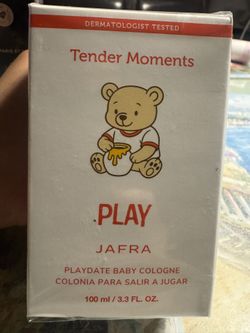 DERMATOLOGIST TESTED
Tender Moments
PLAY
JAFRA
PLAYDATE BABY COLOGNE
COLONIA PARA SALIR A JUGAR
100 ml / 3.3 FL. OZ.